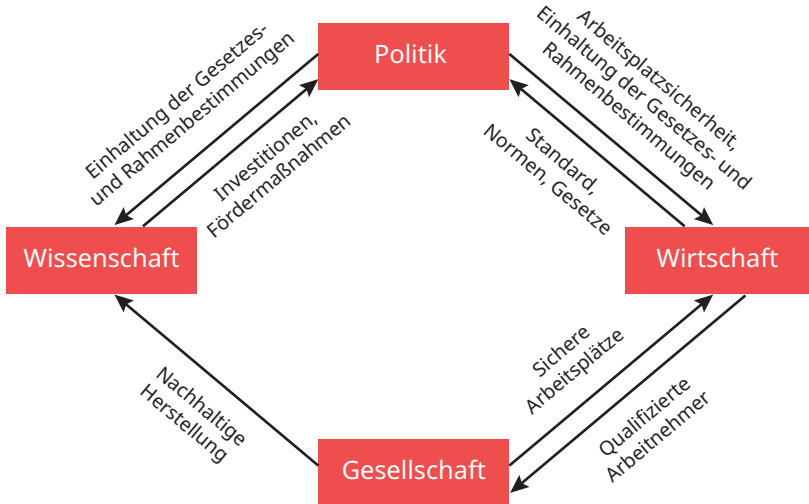 Politik
Einhaltung der Gesetzes-
und Rahmenbestimmungen
Investitionen,
Fördermaßnahmen
Arbeitsplatzsicherheit,
Einhaltung der Gesetzes- und
Rahmenbestimmungen
Standard,
Normen, Gesetze
Wissenschaft
Wirtschaft
Nachhaltige
Herstellung
Sichere
Arbeitsplätze
Qualifizierte
Arbeitnehmer
Gesellschaft